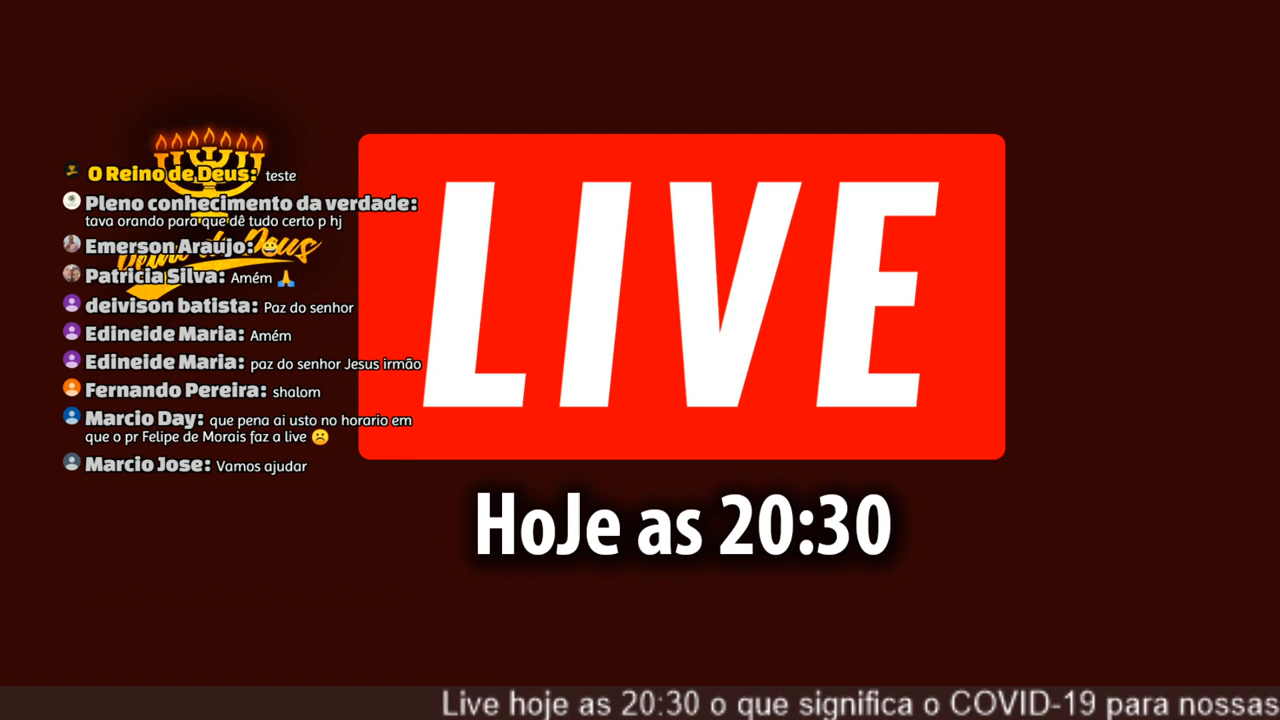 O Reino de Deus: teste
Pleno conhecimento da verdade:
tava orando para que dê tudo certo p hj
Emerson Araujo:
Patricia Silva: Amém 🙏
deivison batista: Paz do senhor
Edineide Maria: Amém
Edineide Maria: paz do senhor Jesus irmão
Fernando Pereira: shalom
Marcio Day: que pena ai usto no horario em
que o pr Felipe de Morais faz a live ☹️
Marcio Jose: Vamos ajudar
LIVE
HoJe as 20:30
Live hoje as 20:30 o que significa o COVID-19 para nossas